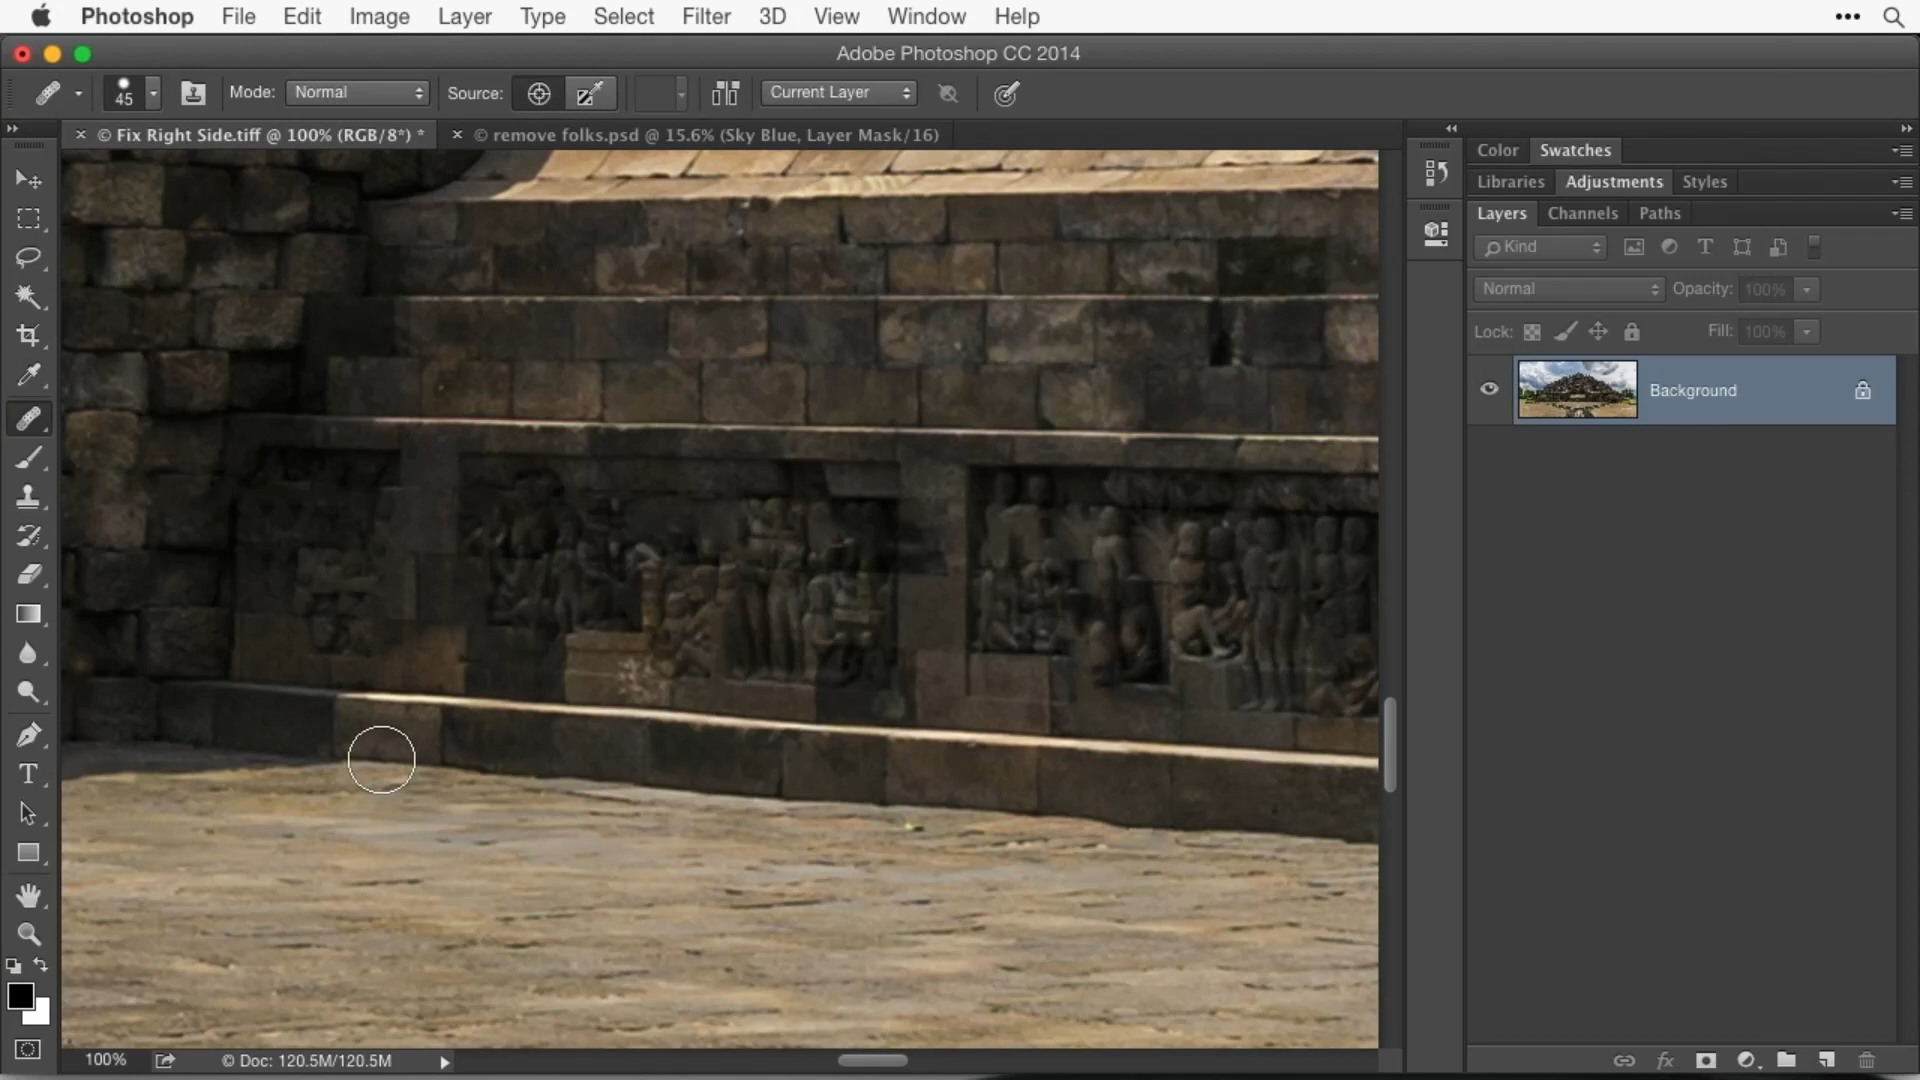 Photoshop File Edit Image Layer Type Select Filter 3D View Window Help
Adobe Photoshop CC 2014
45 Mode: Normal Source: Current Layer
© Fix Right Side.tiff @ 100% (RGB/8*) * © remove folks.psd @ 15.6% (Sky Blue, Layer Mask/16)
Color Swatches
Libraries Adjustments Styles
Layers Channels Paths
Kind
Normal Opacity: 100%
Lock: Fill: 100%
Background
100% © Doc: 120.5M/120.5M